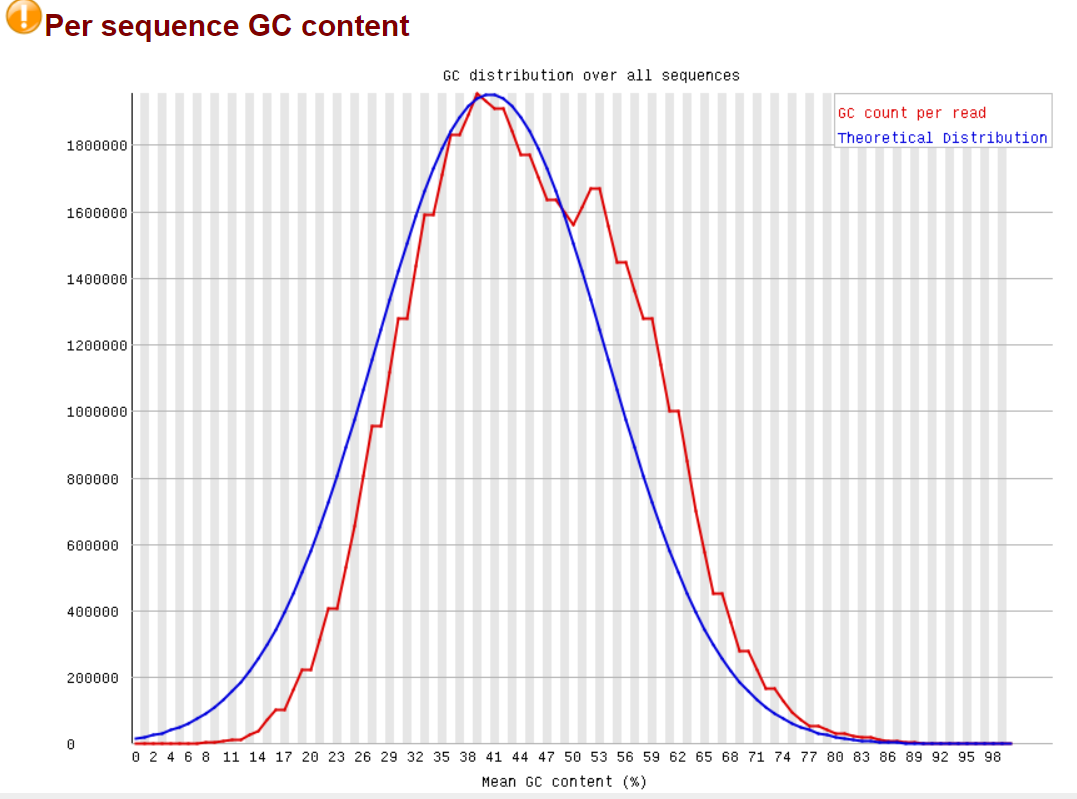 Per sequence GC content
GC distribution over all sequences
GC count per read
Theoretical Distribution
1800000
1600000
1400000
1200000
1000000
800000
600000
400000
200000
0
0 2 4 6 8 11 14 17 20 23 26 29 32 35 38 41 44 47 50 53 56 59 62 65 68 71 74 77 80 83 86 89 92 95 98
Mean GC content (%)